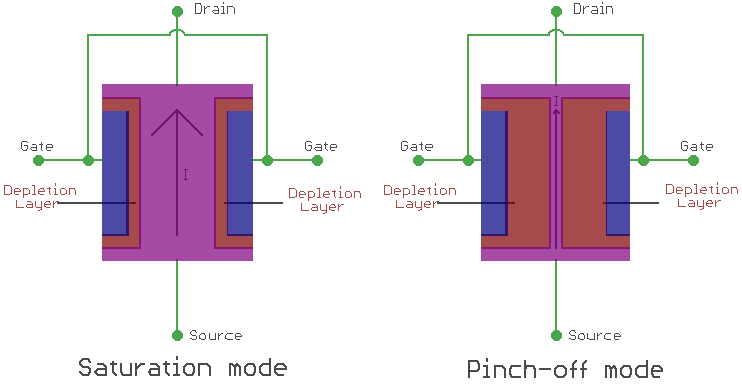 Drain
Gate
Gate
I
Depletion
Layer
Depletion
Layer
Source
Saturation mode
Drain
I
Gate
Gate
Depletion
Layer
Depletion
Layer
Source
Pinch-off mode